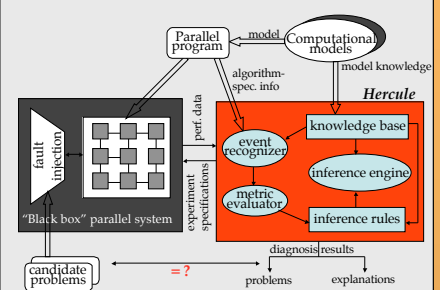 Parallel
program
model
Computational
models
model knowledge
algorithm-
spec. info
Hercule
perf. data
knowledge base
event
recognizer
fault
injection
inference engine
experiment
specifications
metric
evaluator
inference rules
"Black box" parallel system
diagnosis results
candidate
problems
= ?
problems
explanations